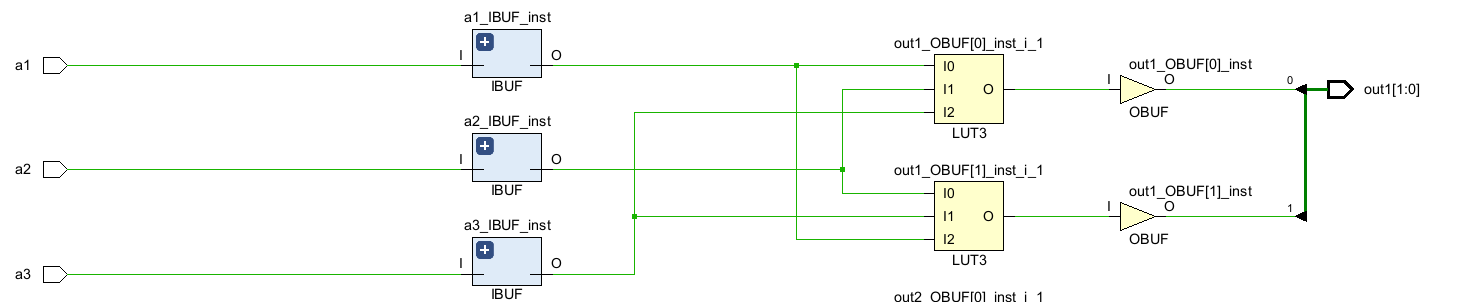 a1_IBUF_inst
out1_OBUF[0]_inst_i_1
a1
I
O
IBUF
I0
I1
I2
O
LUT3
out1_OBUF[0]_inst
I
O
OBUF
0
out1[1:0]
a2_IBUF_inst
a2
I
O
IBUF
out1_OBUF[1]_inst_i_1
I0
I1
I2
O
LUT3
out1_OBUF[1]_inst
I
O
OBUF
1
a3_IBUF_inst
a3
I
O
IBUF
out2_OBUF[0]_inst_i_1